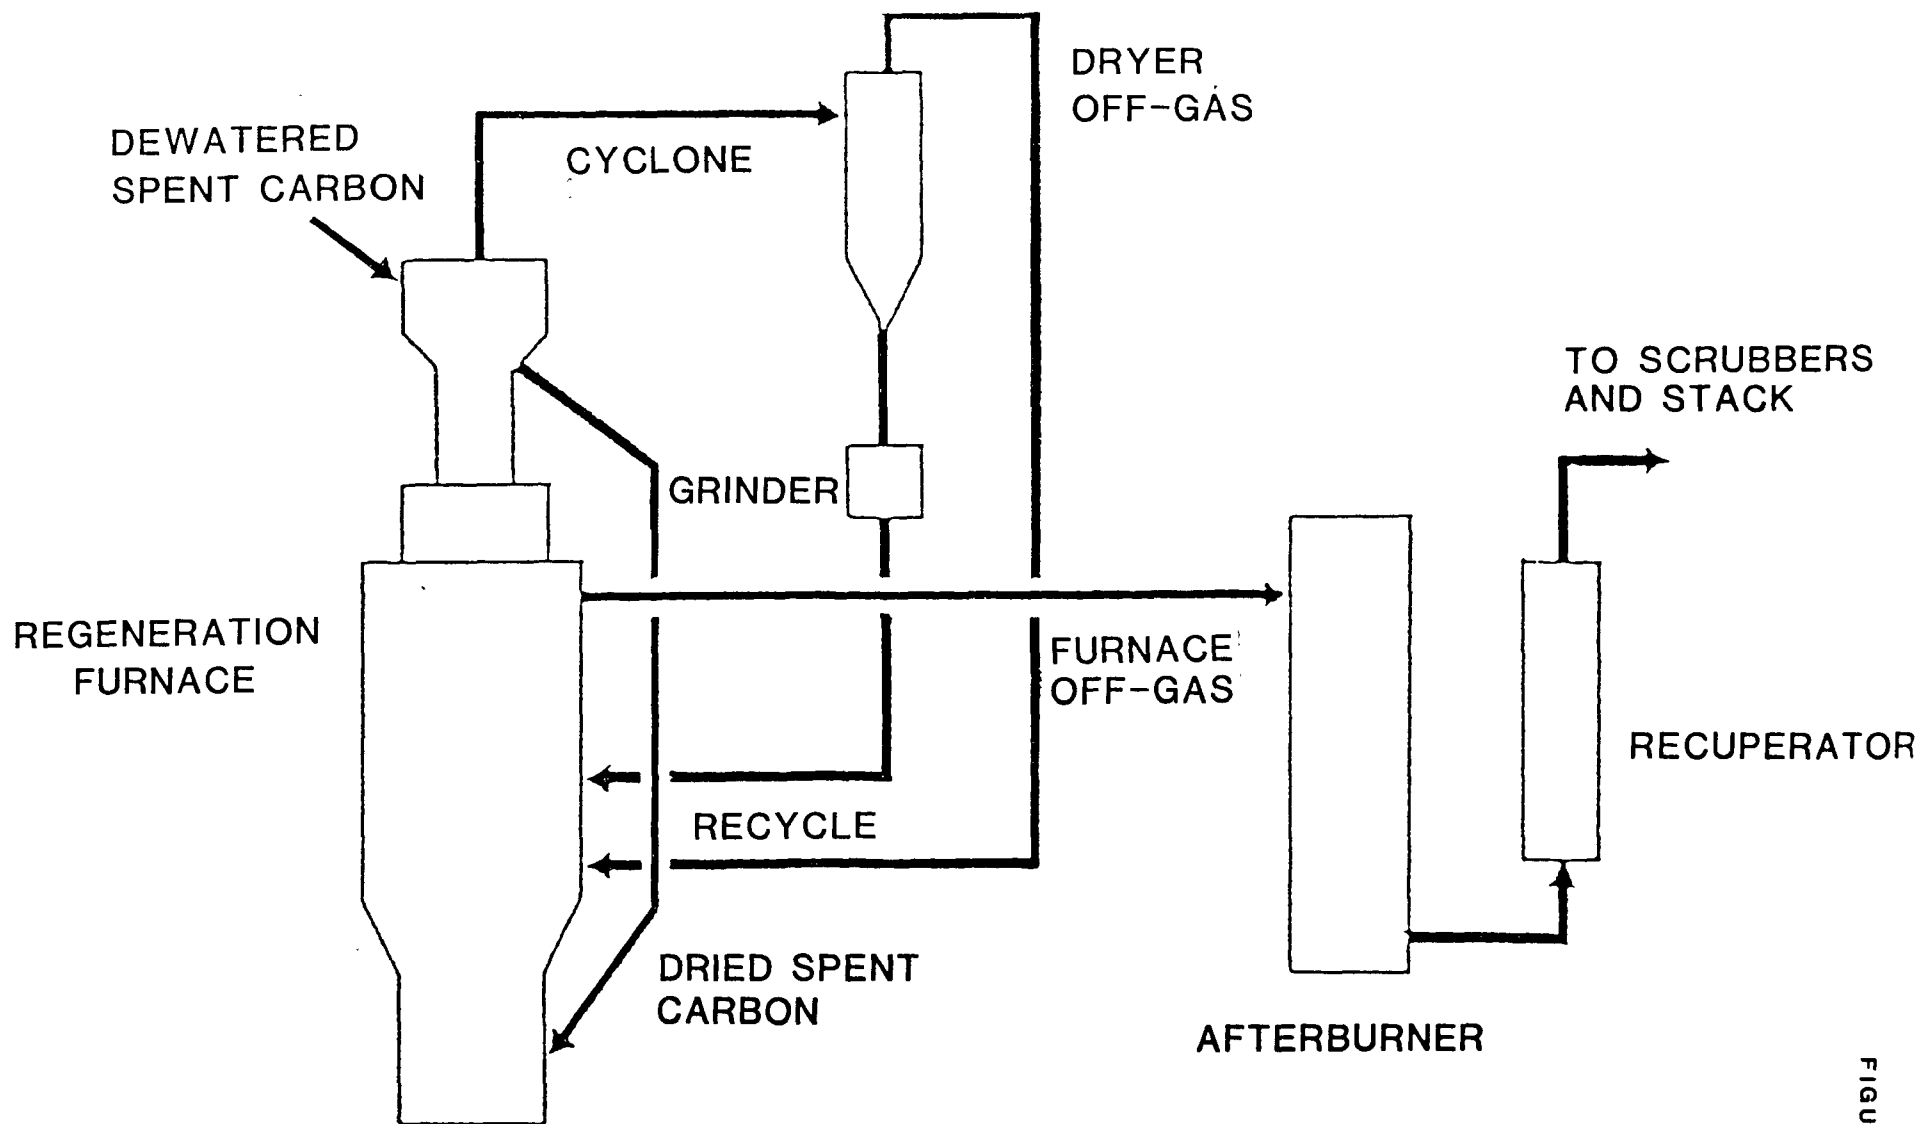 DRYER
OFF-GAS
DEWATERED
SPENT CARBON
CYCLONE
TO SCRUBBERS
AND STACK
GRINDER
REGENERATION
FURNACE
FURNACE
OFF-GAS
RECUPERATOR
RECYCLE
DRIED SPENT
CARBON
AFTERBURNER
FIGU